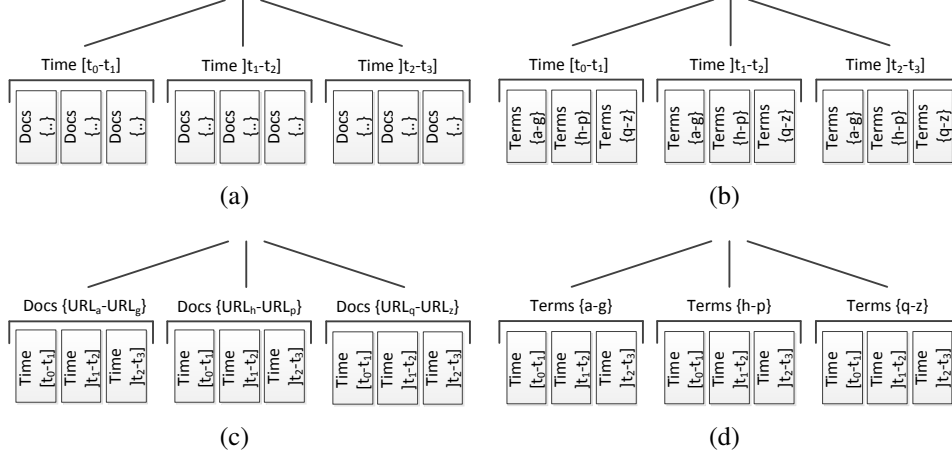 Time [t₀-t₁] Time ]t₁-t₂] Time ]t₂-t₃]
Docs {..} Docs {..} Docs {..} Docs {..} Docs {..} Docs {..} Docs {..} Docs {..} Docs {..}
(a)
Time [t₀-t₁] Time ]t₁-t₂] Time ]t₂-t₃]
Terms {a-g} Terms {h-p} Terms {q-z} Terms {a-g} Terms {h-p} Terms {q-z} Terms {a-g} Terms {h-p} Terms {q-z}
(b)
Docs {URLₐ-URL_g} Docs {URLₕ-URLₚ} Docs {URL_q-URL_z}
Time [t₀-t₁] Time ]t₁-t₂] Time ]t₂-t₃] Time [t₀-t₁] Time ]t₁-t₂] Time ]t₂-t₃] Time [t₀-t₁] Time ]t₁-t₂] Time ]t₂-t₃]
(c)
Terms {a-g} Terms {h-p} Terms {q-z}
Time [t₀-t₁] Time ]t₁-t₂] Time ]t₂-t₃] Time [t₀-t₁] Time ]t₁-t₂] Time ]t₂-t₃] Time [t₀-t₁] Time ]t₁-t₂] Time ]t₂-t₃]
(d)